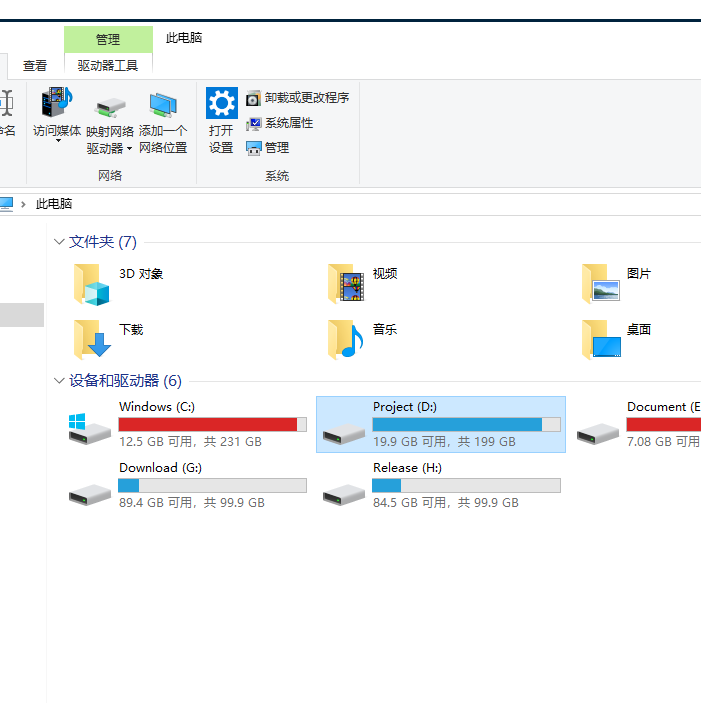 管理
此电脑
查看
驱动器工具
访问媒体
映射网络
驱动器
添加一个
网络位置
网络
打开
设置
卸载或更改程序
系统属性
管理
系统
此电脑
文件夹 (7)
3D 对象
视频
图片
下载
音乐
桌面
设备和驱动器 (6)
Windows (C:)
12.5 GB 可用，共 231 GB
Project (D:)
19.9 GB 可用，共 199 GB
Document (E
7.08 GB 可用
Download (G:)
89.4 GB 可用，共 99.9 GB
Release (H:)
84.5 GB 可用，共 99.9 GB